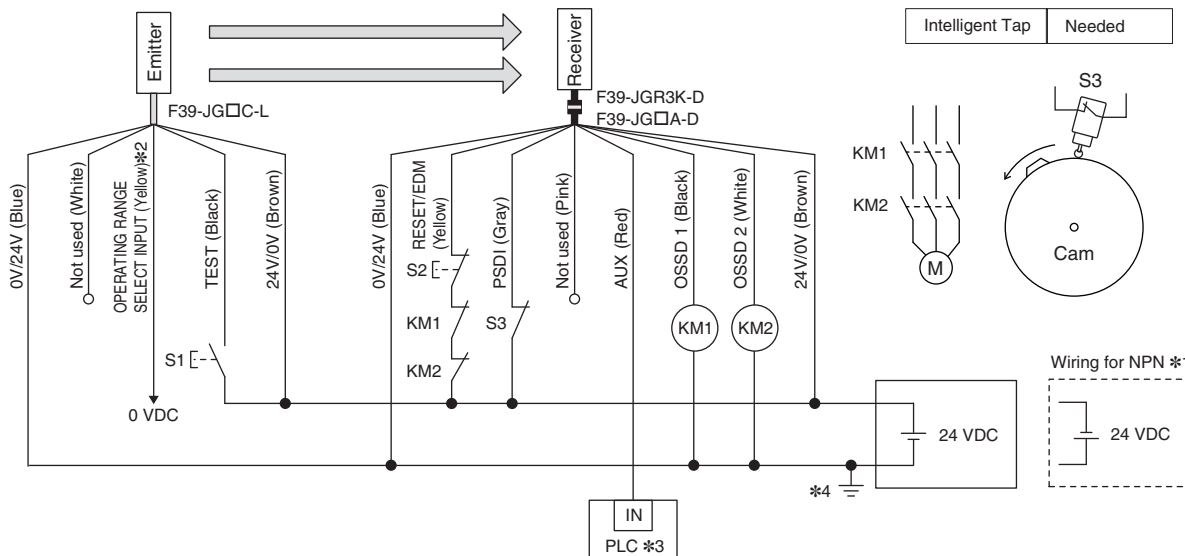 Emitter
Receiver
Intelligent Tap Needed
F39-JG□C-L
F39-JGR3K-D
F39-JG□A-D
S3
KM1
KM2
M
Cam
0V/24V (Blue)
Not used (White)
OPERATING RANGE
SELECT INPUT (Yellow)✻2
TEST (Black)
24V/0V (Brown)
0V/24V (Blue)
RESET/EDM
(Yellow)
PSDI (Gray)
Not used (Pink)
AUX (Red)
OSSD 1 (Black)
OSSD 2 (White)
24V/0V (Brown)
S1
S2
KM1
KM2
S3
KM1
KM2
0 VDC
24 VDC
Wiring for NPN ✻
24 VDC
✻4
IN
PLC ✻3